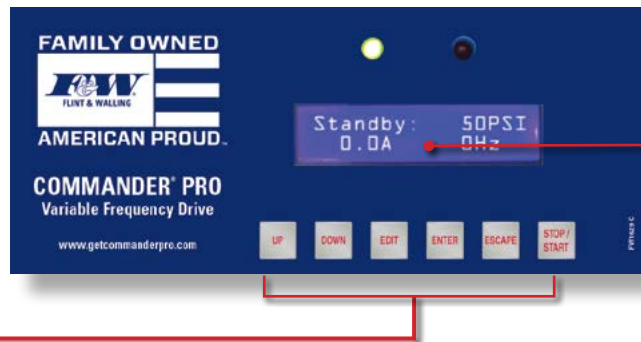 FAMILY OWNED
F&W
FLINT & WALLING
AMERICAN PROUD
COMMANDER® PRO
Variable Frequency Drive
www.getcommanderpro.com
Standby: 50PSI
0.0A 0Hz
UP DOWN EDIT ENTER ESCAPE STOP / START